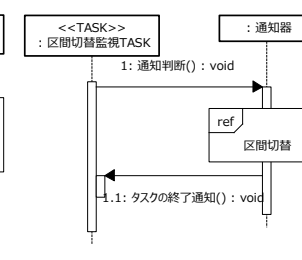 <<TASK>>
: 区間切替監視TASK
: 通知器
1: 通知判断() : void
ref
区間切替
1.1: タスクの終了通知() : void